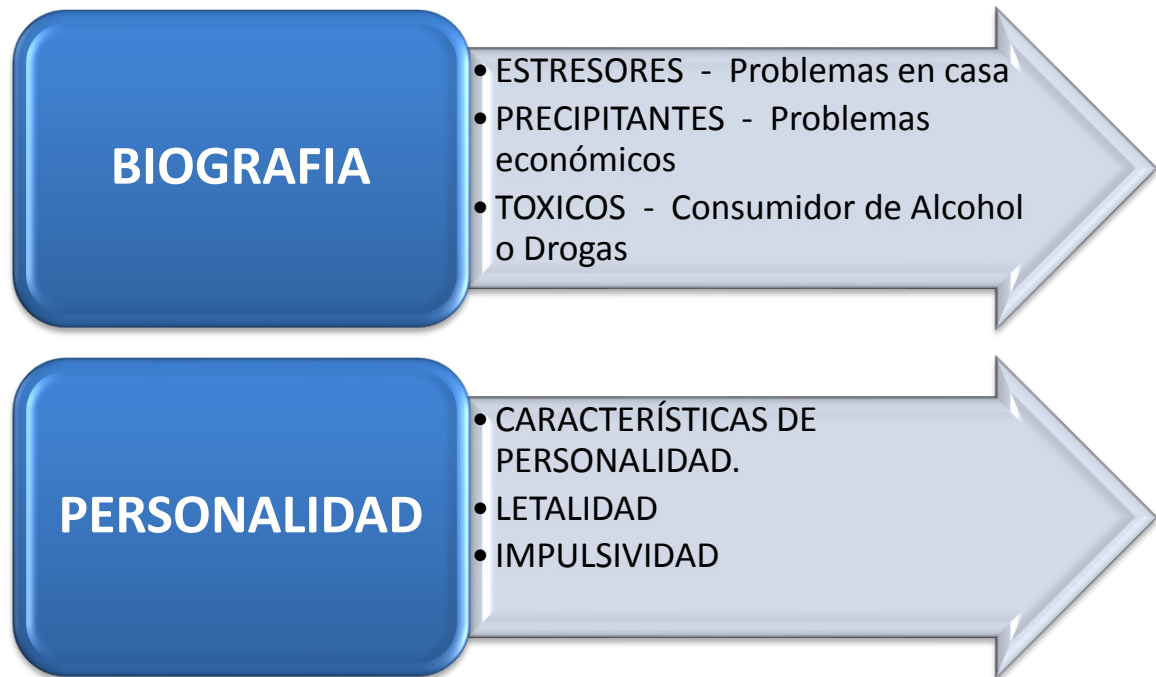 BIOGRAFIA
• ESTRESORES - Problemas en casa
• PRECIPITANTES - Problemas
económicos
• TOXICOS - Consumidor de Alcohol
o Drogas
PERSONALIDAD
• CARACTERÍSTICAS DE
PERSONALIDAD.
• LETALIDAD
• IMPULSIVIDAD